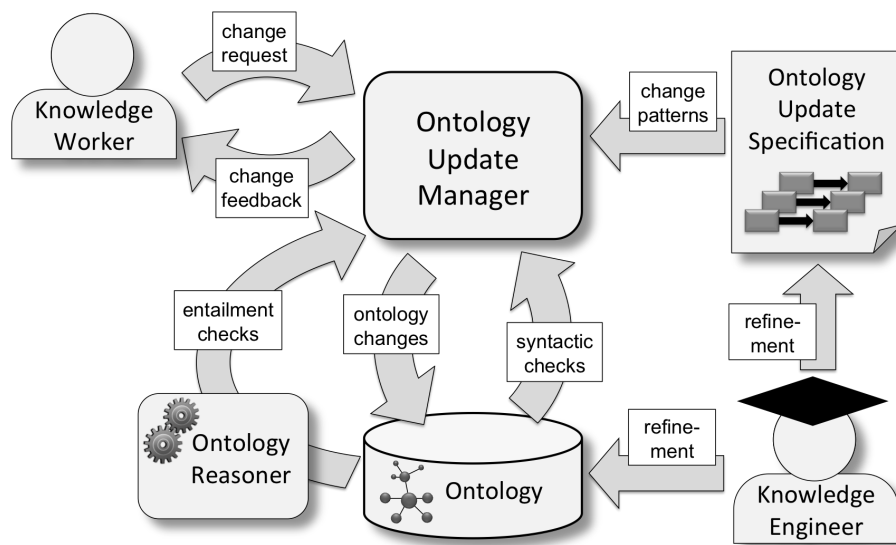 change
request
Knowledge
Worker
change
feedback
Ontology
Update
Manager
change
patterns
Ontology
Update
Specification
entailment
checks
ontology
changes
syntactic
checks
refine-
ment
Ontology
Reasoner
Ontology
refine-
ment
Knowledge
Engineer